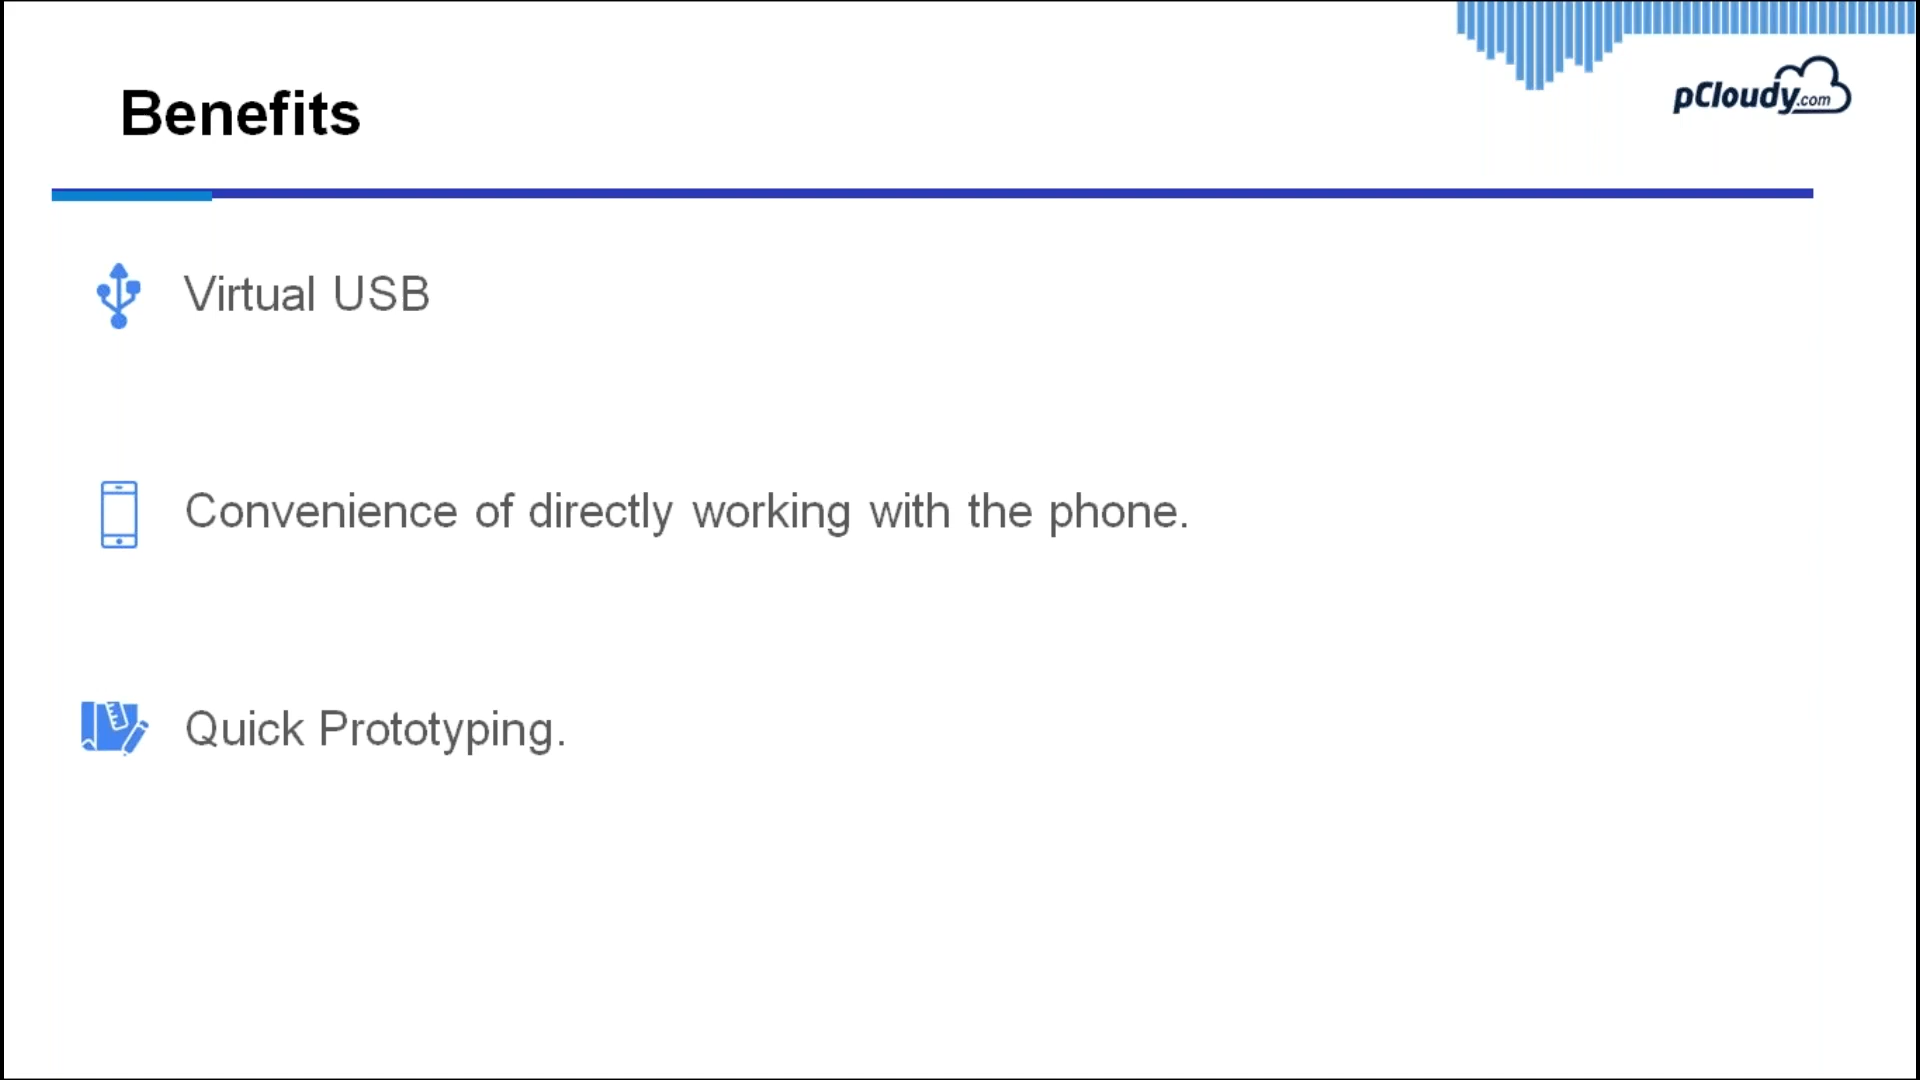 Benefits
pCloudy.com
Virtual USB
Convenience of directly working with the phone.
Quick Prototyping.